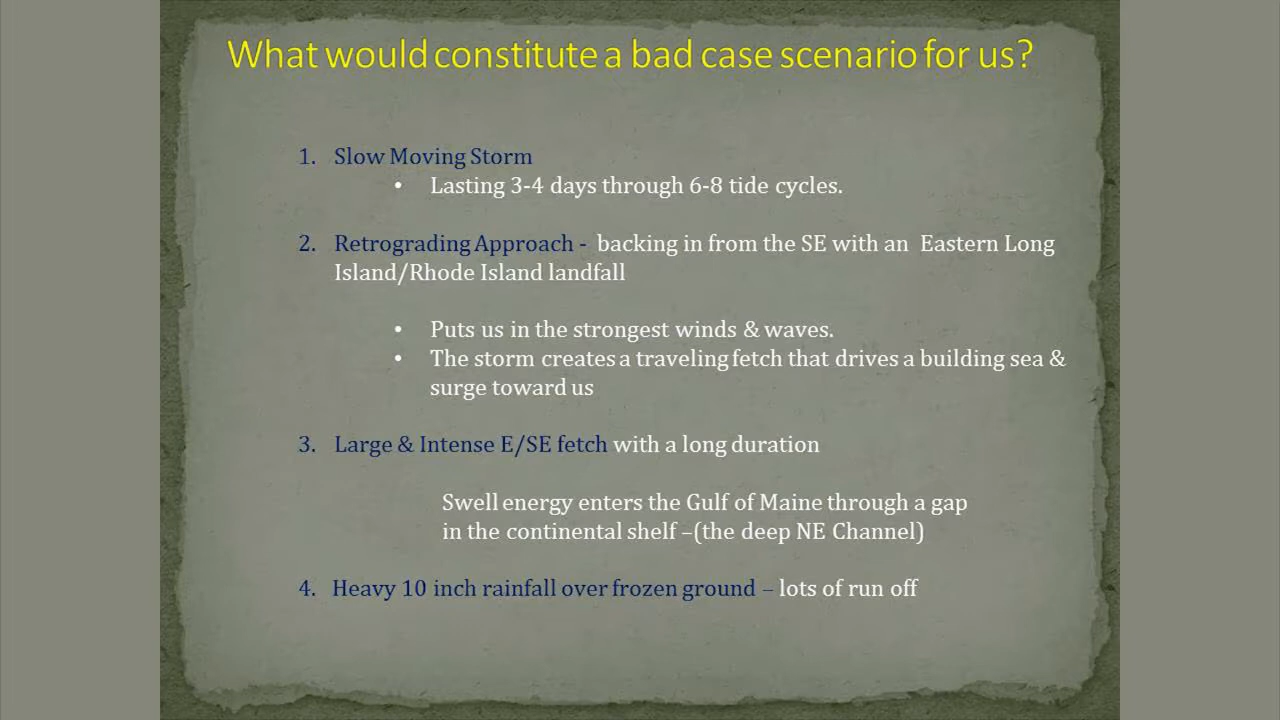 What would constitute a bad case scenario for us?
1. Slow Moving Storm
• Lasting 3-4 days through 6-8 tide cycles.
2. Retrograding Approach - backing in from the SE with an Eastern Long
Island/Rhode Island landfall
• Puts us in the strongest winds & waves.
• The storm creates a traveling fetch that drives a building sea &
surge toward us
3. Large & Intense E/SE fetch with a long duration
Swell energy enters the Gulf of Maine through a gap
in the continental shelf –(the deep NE Channel)
4. Heavy 10 inch rainfall over frozen ground – lots of run off